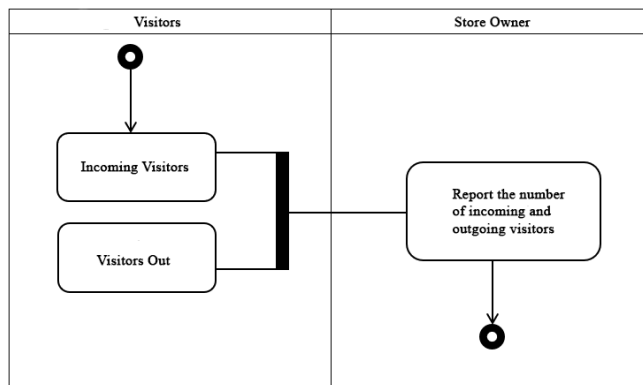 Visitors
Store Owner
Incoming Visitors
Visitors Out
Report the number
of incoming and
outgoing visitors